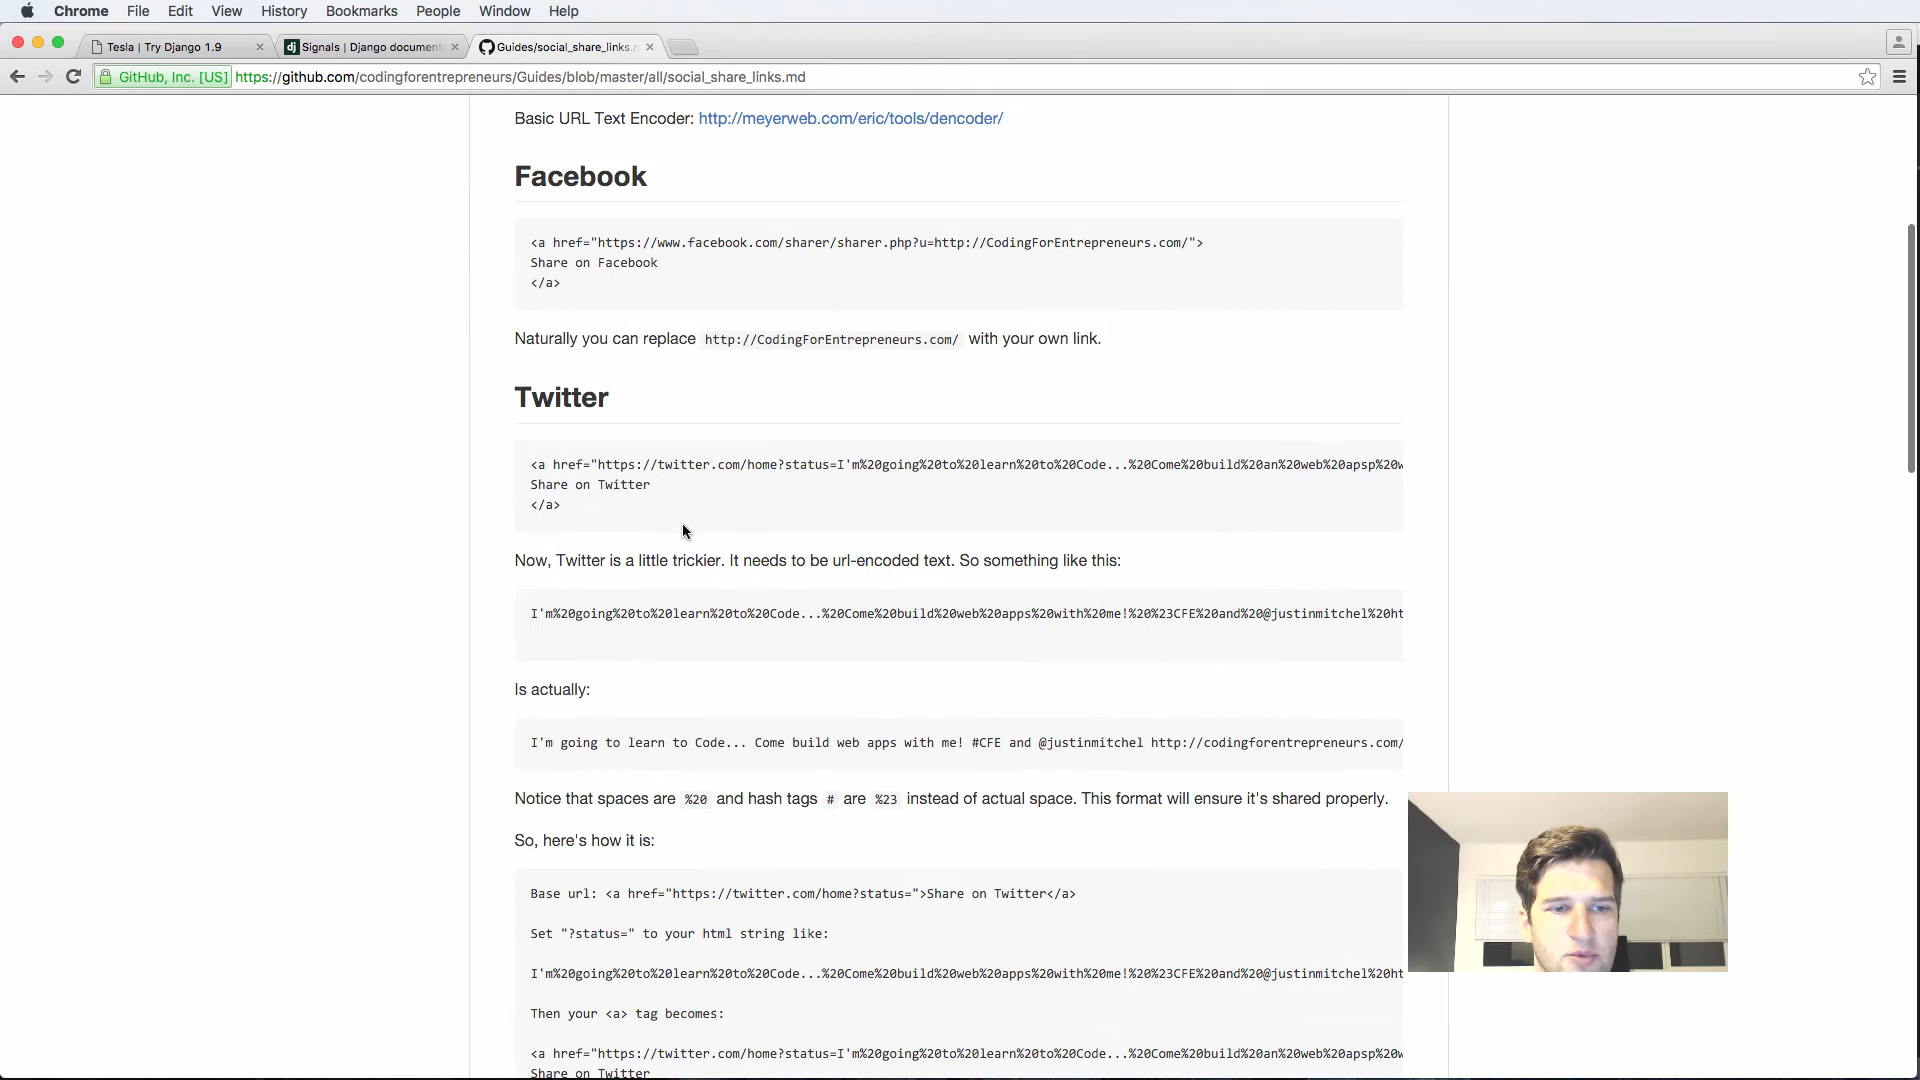 Chrome File Edit View History Bookmarks People Window Help
Tesla | Try Django 1.9
dj Signals | Django document
Guides/social_share_links.m
GitHub, Inc. [US] https://github.com/codingforentrepreneurs/Guides/blob/master/all/social_share_links.md
Basic URL Text Encoder: http://meyerweb.com/eric/tools/dencoder/
Facebook
<a href="https://www.facebook.com/sharer/sharer.php?u=http://CodingForEntrepreneurs.com/">
Share on Facebook
</a>
Naturally you can replace http://CodingForEntrepreneurs.com/ with your own link.
Twitter
<a href="https://twitter.com/home?status=I'm%20going%20to%20learn%20to%20Code...%20Come%20build%20an%20web%20apsp%20w
Share on Twitter
</a>
Now, Twitter is a little trickier. It needs to be url-encoded text. So something like this:
I'm%20going%20to%20learn%20to%20Code...%20Come%20build%20web%20apps%20with%20me!%20%23CFE%20and%20@justinmitchel%20ht
Is actually:
I'm going to learn to Code... Come build web apps with me! #CFE and @justinmitchel http://codingforentrepreneurs.com/
Notice that spaces are %20 and hash tags # are %23 instead of actual space. This format will ensure it's shared properly.
So, here's how it is:
Base url: <a href="https://twitter.com/home?status=">Share on Twitter</a>
Set "?status=" to your html string like:
I'm%20going%20to%20learn%20to%20Code...%20Come%20build%20web%20apps%20with%20me!%20%23CFE%20and%20@justinmitchel%20ht
Then your <a> tag becomes:
<a href="https://twitter.com/home?status=I'm%20going%20to%20learn%20to%20Code...%20Come%20build%20an%20web%20apsp%20w
Share on Twitter